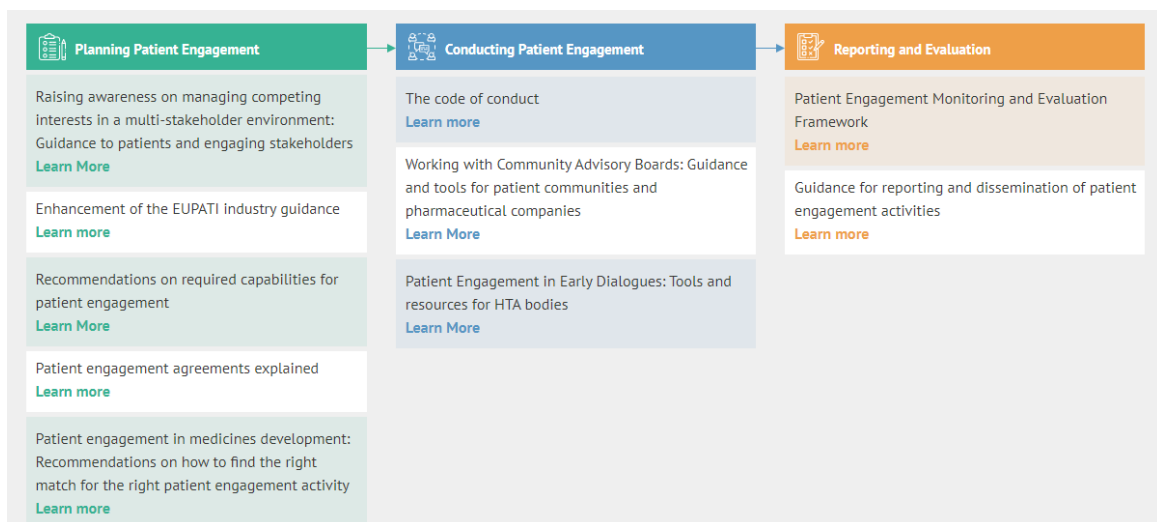 Planning Patient Engagement
Raising awareness on managing competing
interests in a multi-stakeholder environment:
Guidance to patients and engaging stakeholders
Learn More
Enhancement of the EUPATI industry guidance
Learn more
Recommendations on required capabilities for
patient engagement
Learn More
Patient engagement agreements explained
Learn more
Patient engagement in medicines development:
Recommendations on how to find the right
match for the right patient engagement activity
Learn more
Conducting Patient Engagement
The code of conduct
Learn more
Working with Community Advisory Boards: Guidance
and tools for patient communities and
pharmaceutical companies
Learn More
Patient Engagement in Early Dialogues: Tools and
resources for HTA bodies
Learn More
Reporting and Evaluation
Patient Engagement Monitoring and Evaluation
Framework
Learn more
Guidance for reporting and dissemination of patient
engagement activities
Learn more